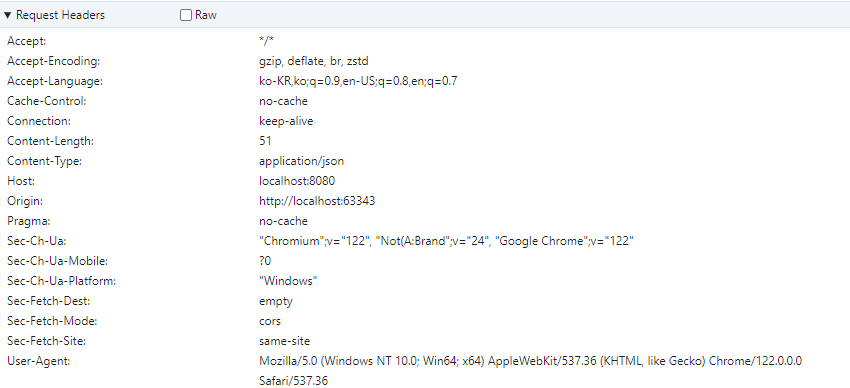 ▼ Request Headers Raw
Accept: */*
Accept-Encoding: gzip, deflate, br, zstd
Accept-Language: ko-KR,ko;q=0.9,en-US;q=0.8,en;q=0.7
Cache-Control: no-cache
Connection: keep-alive
Content-Length: 51
Content-Type: application/json
Host: localhost:8080
Origin: http://localhost:63343
Pragma: no-cache
Sec-Ch-Ua: "Chromium";v="122", "Not(A:Brand";v="24", "Google Chrome";v="122"
Sec-Ch-Ua-Mobile: ?0
Sec-Ch-Ua-Platform: "Windows"
Sec-Fetch-Dest: empty
Sec-Fetch-Mode: cors
Sec-Fetch-Site: same-site
User-Agent: Mozilla/5.0 (Windows NT 10.0; Win64; x64) AppleWebKit/537.36 (KHTML, like Gecko) Chrome/122.0.0.0
Safari/537.36